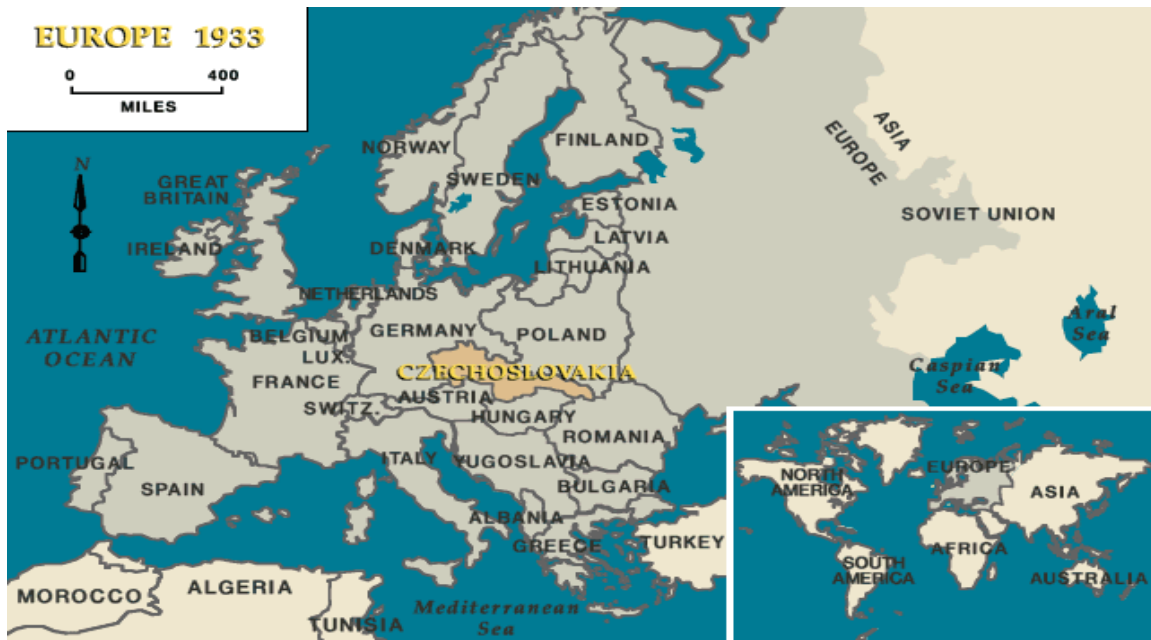 EUROPE 1933
0 400
MILES
N
NORWAY
FINLAND
SWEDEN
GREAT
BRITAIN
IRELAND
ESTONIA
LATVIA
LITHUANIA
DENMARK
NETHERLANDS
ASIA
EUROPE
SOVIET UNION
ATLANTIC
OCEAN
BELGIUM
LUX.
GERMANY
POLAND
Aral
Sea
Caspian
Sea
FRANCE
CZECHOSLOVAKIA
SWITZ.
AUSTRIA
HUNGARY
ROMANIA
PORTUGAL
SPAIN
ITALY
YUGOSLAVIA
BULGARIA
ALBANIA
GREECE
TURKEY
MOROCCO
ALGERIA
TUNISIA
Mediterranean
Sea
NORTH
AMERICA
EUROPE
ASIA
AFRICA
SOUTH
AMERICA
AUSTRALIA